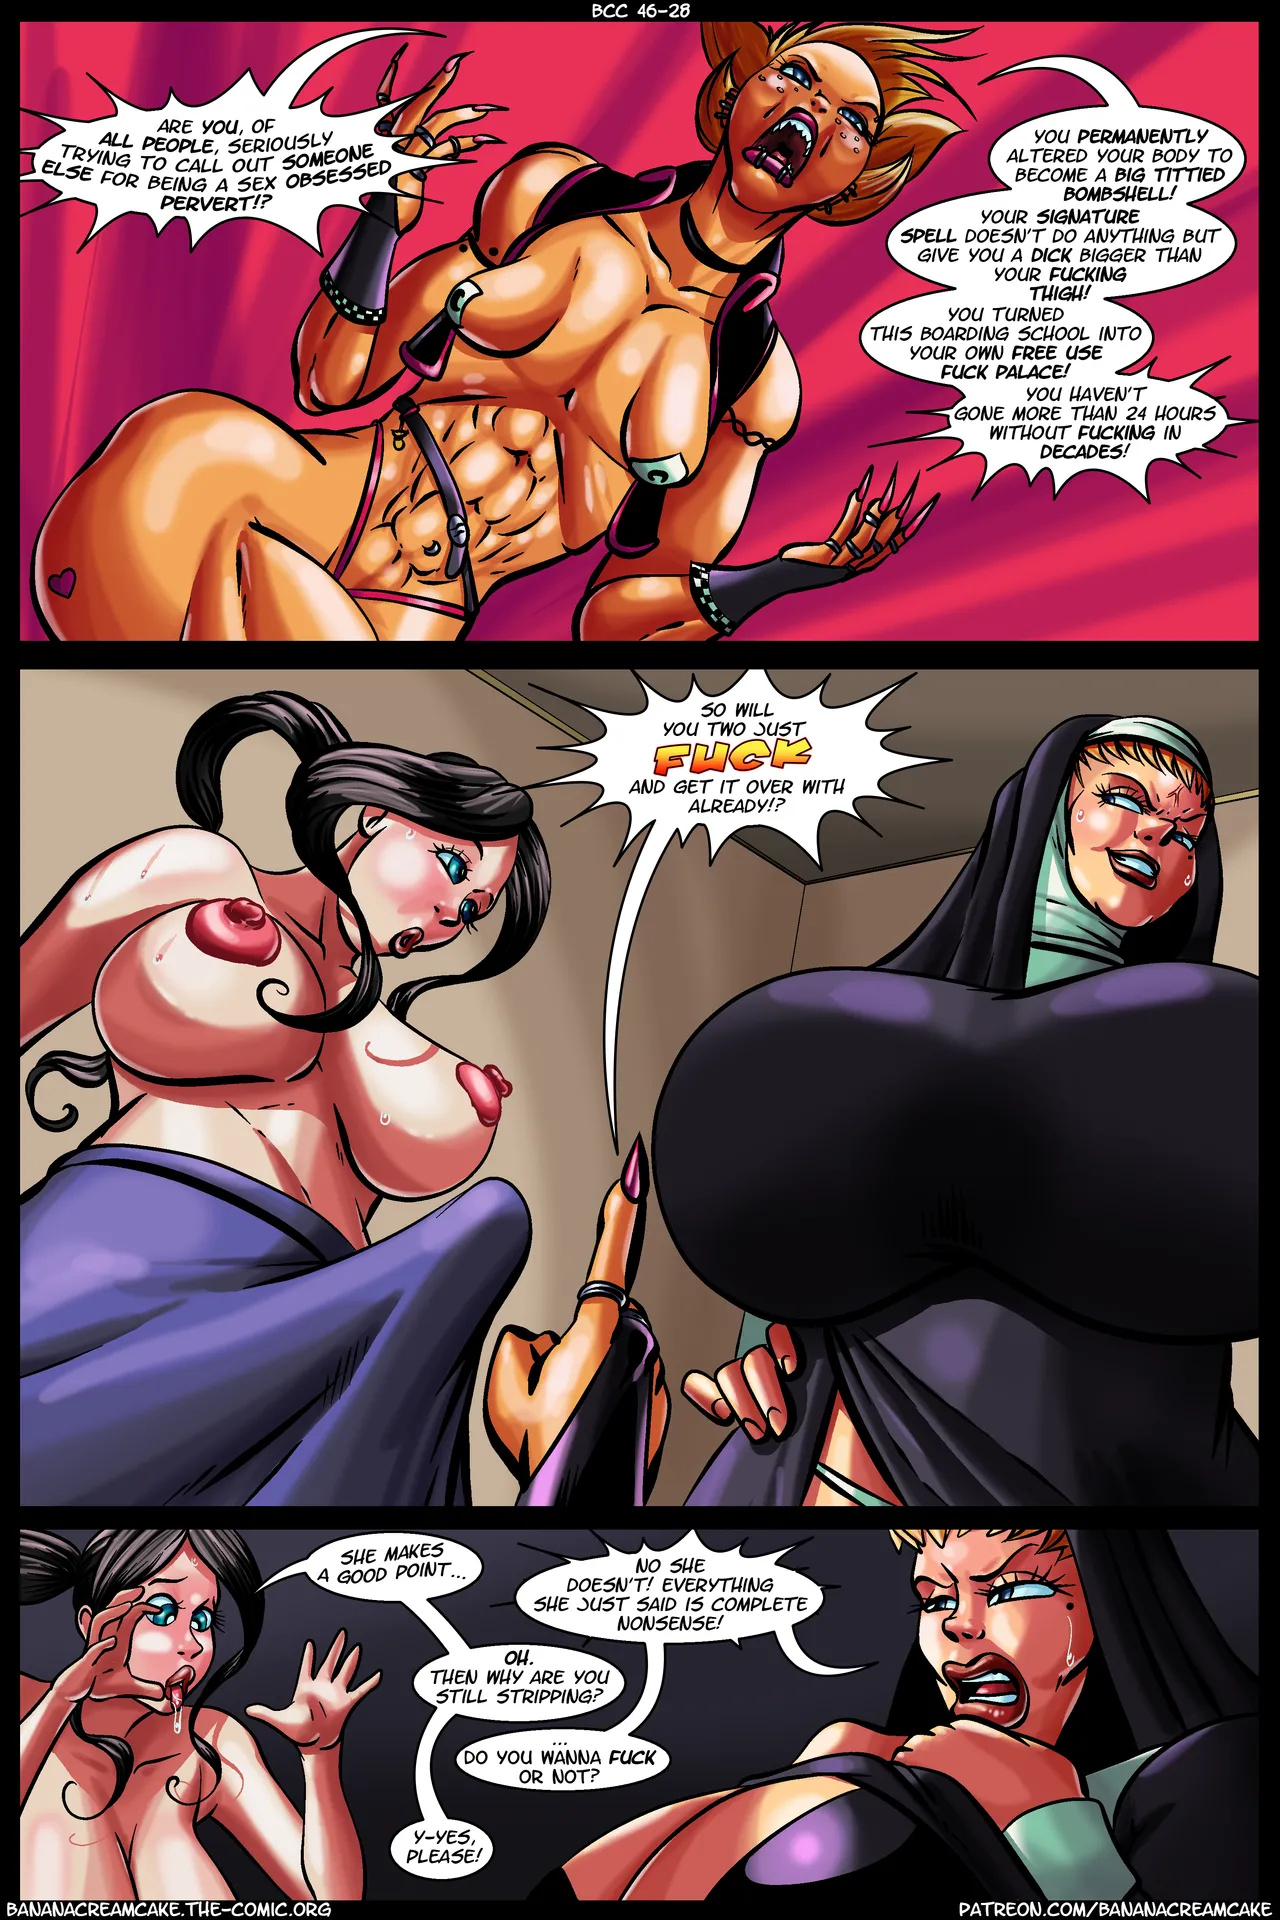 BCC 46-28
ARE YOU, OF
ALL PEOPLE, SERIOUSLY
TRYING TO CALL OUT SOMEONE
ELSE FOR BEING A SEX OBSESSED
PERVERT!?
YOU PERMANENTLY
ALTERED YOUR BODY TO
BECOME A BIG TITTIED
BOMBSHELL!
YOUR SIGNATURE
SPELL DOESN'T DO ANYTHING BUT
GIVE YOU A DICK BIGGER THAN
YOUR FUCKING
THIGH!
YOU TURNED
THIS BOARDING SCHOOL INTO
YOUR OWN FREE USE
FUCK PALACE!
YOU HAVEN'T
GONE MORE THAN 24 HOURS
WITHOUT FUCKING IN
DECADES!
SO WILL
YOU TWO JUST
FUCK
AND GET IT OVER WITH
ALREADY!?
SHE MAKES
A GOOD POINT...
NO SHE
DOESN'T! EVERYTHING
SHE JUST SAID IS COMPLETE
NONSENSE!
OH.
THEN WHY ARE YOU
STILL STRIPPING?
...
DO YOU WANNA FUCK
OR NOT?
Y-YES,
PLEASE!
BANANACREAMCAKE.THE-COMIC.ORG
PATREON.COM/BANANACREAMCAKE